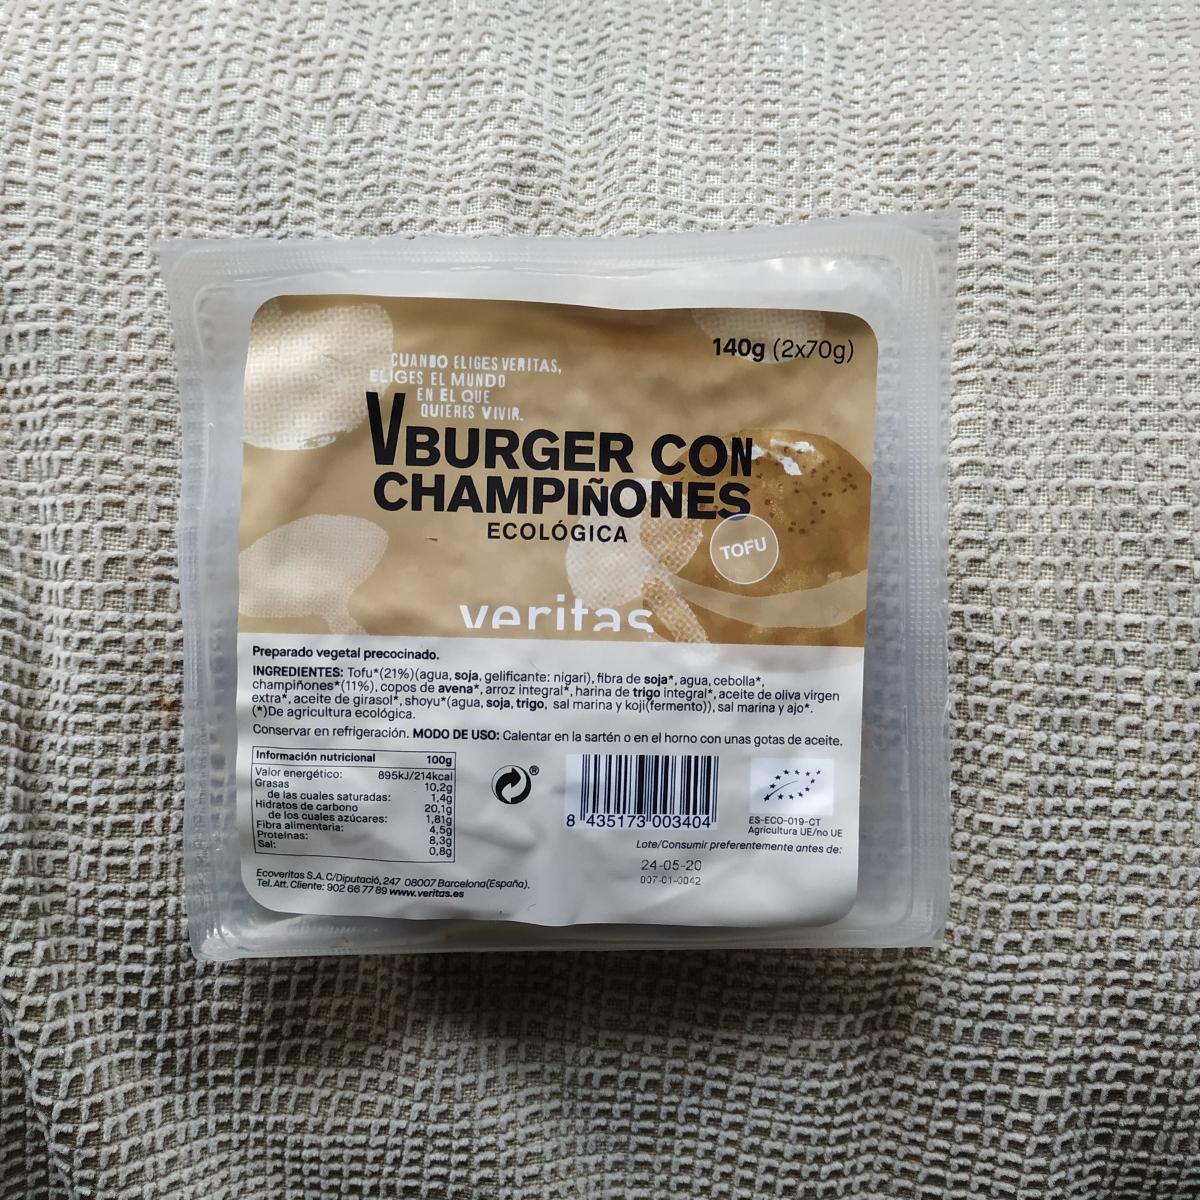 140g (2x70g)
CUANDO ELIGES VERITAS,
ELIGES EL MUNDO
EN EL QUE
QUIERES VIVIR.
VBURGER CON
CHAMPIÑONES
ECOLÓGICA
TOFU
veritas
Preparado vegetal precocinado.
INGREDIENTES: Tofu*(21%)(agua, soja, gelificante: nigari), fibra de soja*, agua, cebolla*,
champiñones*(11%), copos de avena*, arroz integral*, harina de trigo integral*, aceite de oliva virgen
extra*, aceite de girasol*, shoyu*(agua, soja, trigo, sal marina y koji(fermento)), sal marina y ajo*.
(*)De agricultura ecológica.
Conservar en refrigeración. MODO DE USO: Calentar en la sartén o en el horno con unas gotas de aceite.
Información nutricional 100g
Valor energético: 895kJ/214kcal
Grasas 10,2g
de las cuales saturadas: 1,4g
Hidratos de carbono 20,1g
de los cuales azúcares: 1,81g
Fibra alimentaria: 4,5g
Proteínas: 8,3g
Sal: 0,8g
®
8 435173 003404
ES-ECO-019-CT
Agricultura UE/no UE
Lote/Consumir preferentemente antes de:
24-05-20
007-01-0042
Ecoveritas S.A. C/Diputació, 247 08007 Barcelona(España).
Tel. Att. Cliente: 902 66 77 89 www.veritas.es